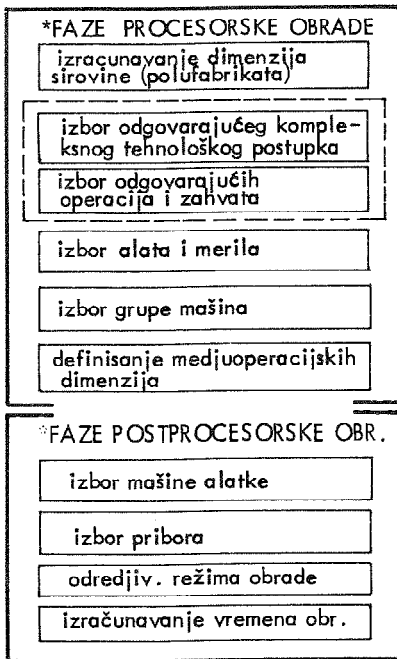 *FAZE PROCESORSKE OBRADE
izračunavanje dimenzija
sirovine (polufabrikata)
izbor odgovarajućeg komple-
ksnog tehnološkog postupka
izbor odgovarajućih
operacija i zahvata
izbor alata i merila
izbor grupe mašina
definisanje medjuoperacijskih
dimenzija
*FAZE POSTPROCESORSKE OBR.
izbor mašine alatke
izbor pribora
odredjiv. režima obrade
izračunavanje vremena obr.